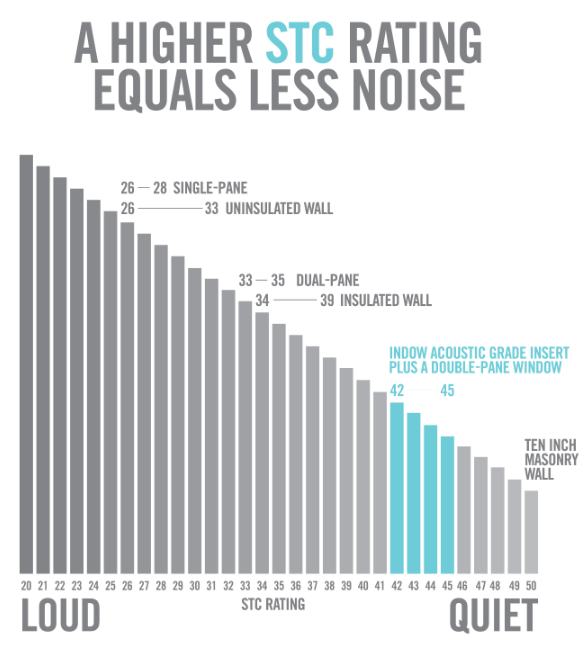 A HIGHER STC RATING
EQUALS LESS NOISE
26 — 28 SINGLE-PANE
26 — 33 UNINSULATED WALL
33 — 35 DUAL-PANE
34 — 39 INSULATED WALL
INDOW ACOUSTIC GRADE INSERT
PLUS A DOUBLE-PANE WINDOW
42 45
TEN INCH
MASONRY
WALL
20 21 22 23 24 25 26 27 28 29 30 31 32 33 34 35 36 37 38 39 40 41 42 43 44 45 46 47 48 49 50
LOUD STC RATING QUIET